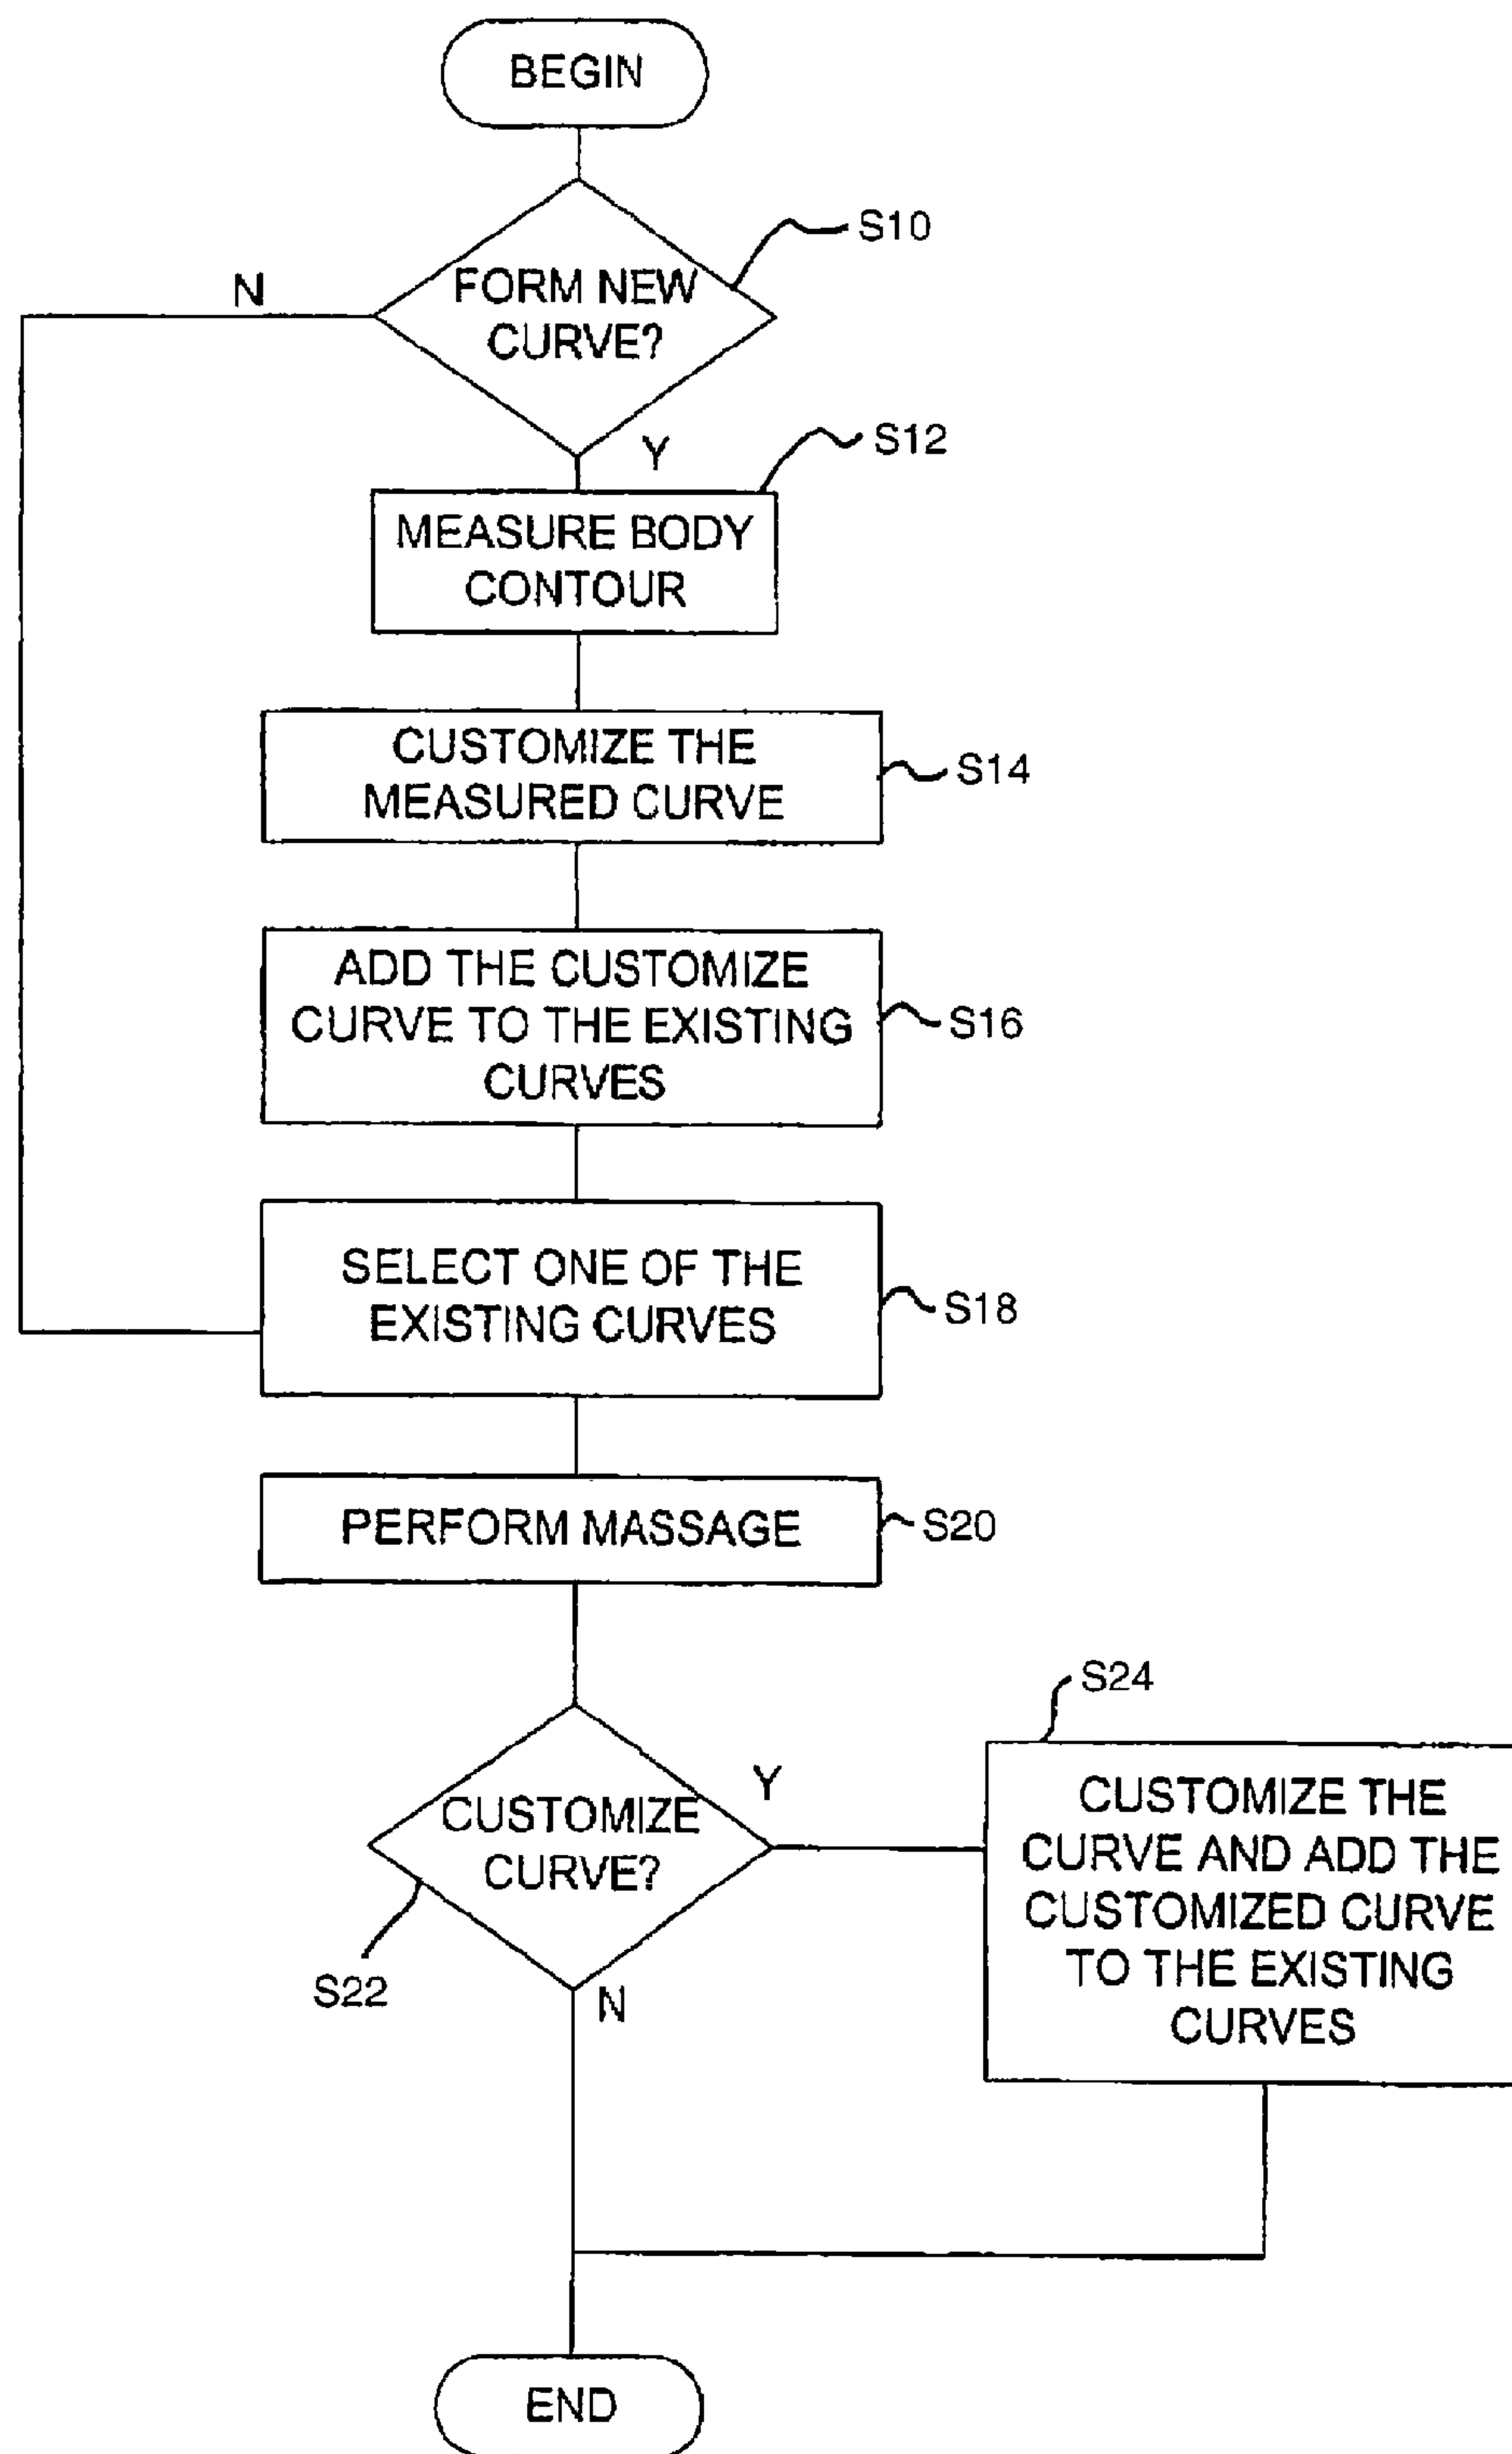 BEGIN
S10
N
FORM NEW
CURVE?
Y
S12
MEASURE BODY
CONTOUR
CUSTOMIZE THE
MEASURED CURVE
S14
ADD THE CUSTOMIZE
CURVE TO THE EXISTING
CURVES
S16
SELECT ONE OF THE
EXISTING CURVES
S18
PERFORM MASSAGE
S20
CUSTOMIZE
CURVE?
Y
S22
N
S24
CUSTOMIZE THE
CURVE AND ADD THE
CUSTOMIZED CURVE
TO THE EXISTING
CURVES
END